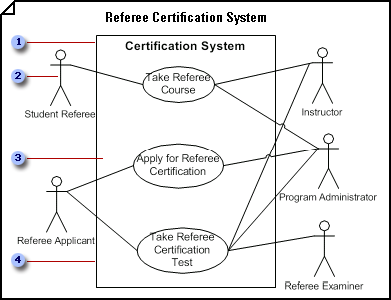 Referee Certification System
1
Certification System
2
Take Referee
Course
Student Referee
Instructor
3
Apply for Referee
Certification
Program Administrator
Referee Applicant
Take Referee
Certification
Test
4
Referee Examiner